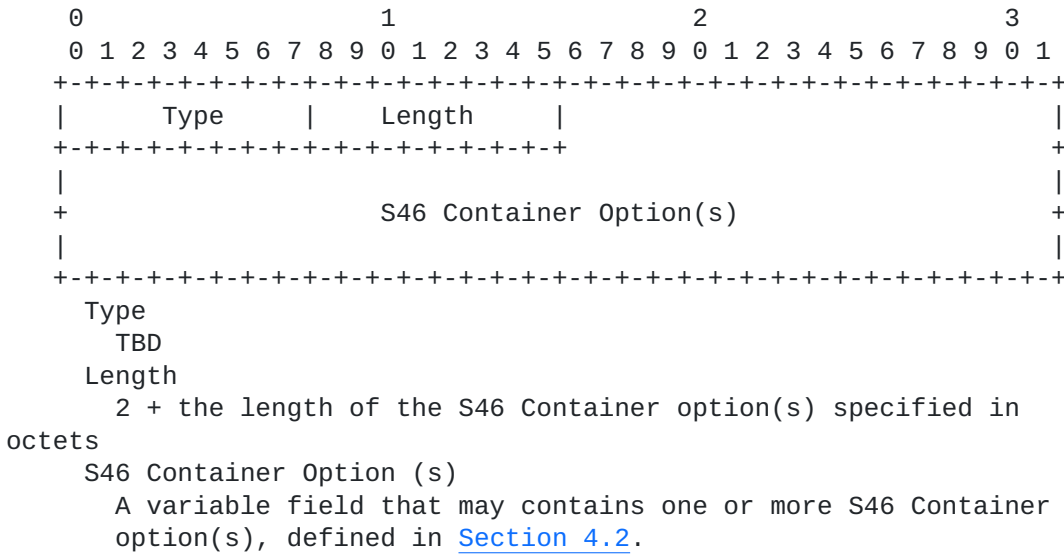 0                   1                   2                   3
    0 1 2 3 4 5 6 7 8 9 0 1 2 3 4 5 6 7 8 9 0 1 2 3 4 5 6 7 8 9 0 1
   +-+-+-+-+-+-+-+-+-+-+-+-+-+-+-+-+-+-+-+-+-+-+-+-+-+-+-+-+-+-+-+-+
   |      Type     |    Length     |                               |
   +-+-+-+-+-+-+-+-+-+-+-+-+-+-+-+-+                               +
   |                                                               |
   +                    S46 Container Option(s)                    +
   |                                                               |
   +-+-+-+-+-+-+-+-+-+-+-+-+-+-+-+-+-+-+-+-+-+-+-+-+-+-+-+-+-+-+-+-+
     Type
       TBD
     Length
       2 + the length of the S46 Container option(s) specified in
octets
     S46 Container Option (s)
       A variable field that may contains one or more S46 Container
       option(s), defined in Section 4.2.